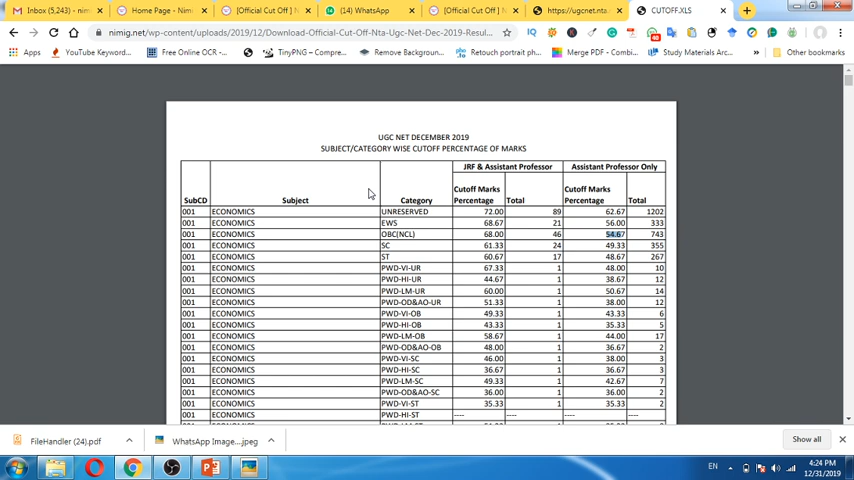 Inbox (5,243) - nimi
Home Page - Nim
[Official Cut Off ] N
(14) WhatsApp
[Official Cut Off ] N
https://ugcnet.nta
CUTOFF.XLS
nimig.net/wp-content/uploads/2019/12/Download-Official-Cut-Off-Nta-Ugc-Net-Dec-2019-Resul...
Apps YouTube Keyword... Free Online OCR -... TinyPNG – Compre... Remove Background... Retouch portrait ph... Merge PDF - Combi... Study Materials Arc... » Other bookmarks
UGC NET DECEMBER 2019
SUBJECT/CATEGORY WISE CUTOFF PERCENTAGE OF MARKS
JRF & Assistant Professor Assistant Professor Only
SubCD Subject Category Cutoff Marks Percentage Total Cutoff Marks Percentage Total
001 ECONOMICS UNRESERVED 72.00 89 62.67 1202
001 ECONOMICS EWS 68.67 21 56.00 333
001 ECONOMICS OBC(NCL) 68.00 46 54.67 743
001 ECONOMICS SC 61.33 24 49.33 355
001 ECONOMICS ST 60.67 17 48.67 267
001 ECONOMICS PWD-VI-UR 67.33 1 48.00 10
001 ECONOMICS PWD-HI-UR 44.67 1 38.67 12
001 ECONOMICS PWD-LM-UR 60.00 1 50.67 14
001 ECONOMICS PWD-OD&AO-UR 51.33 1 38.00 12
001 ECONOMICS PWD-VI-OB 49.33 1 43.33 6
001 ECONOMICS PWD-HI-OB 43.33 1 35.33 5
001 ECONOMICS PWD-LM-OB 58.67 1 44.00 17
001 ECONOMICS PWD-OD&AO-OB 48.00 1 36.67 2
001 ECONOMICS PWD-VI-SC 46.00 1 38.00 3
001 ECONOMICS PWD-HI-SC 36.67 1 36.67 3
001 ECONOMICS PWD-LM-SC 49.33 1 42.67 7
001 ECONOMICS PWD-OD&AO-SC 36.00 1 36.00 2
001 ECONOMICS PWD-VI-ST 35.33 1 35.33 2
001 ECONOMICS PWD-HI-ST ---- ---- ---- ----
FileHandler (24).pdf
WhatsApp Image....jpeg
Show all
EN
4:24 PM
12/31/2019